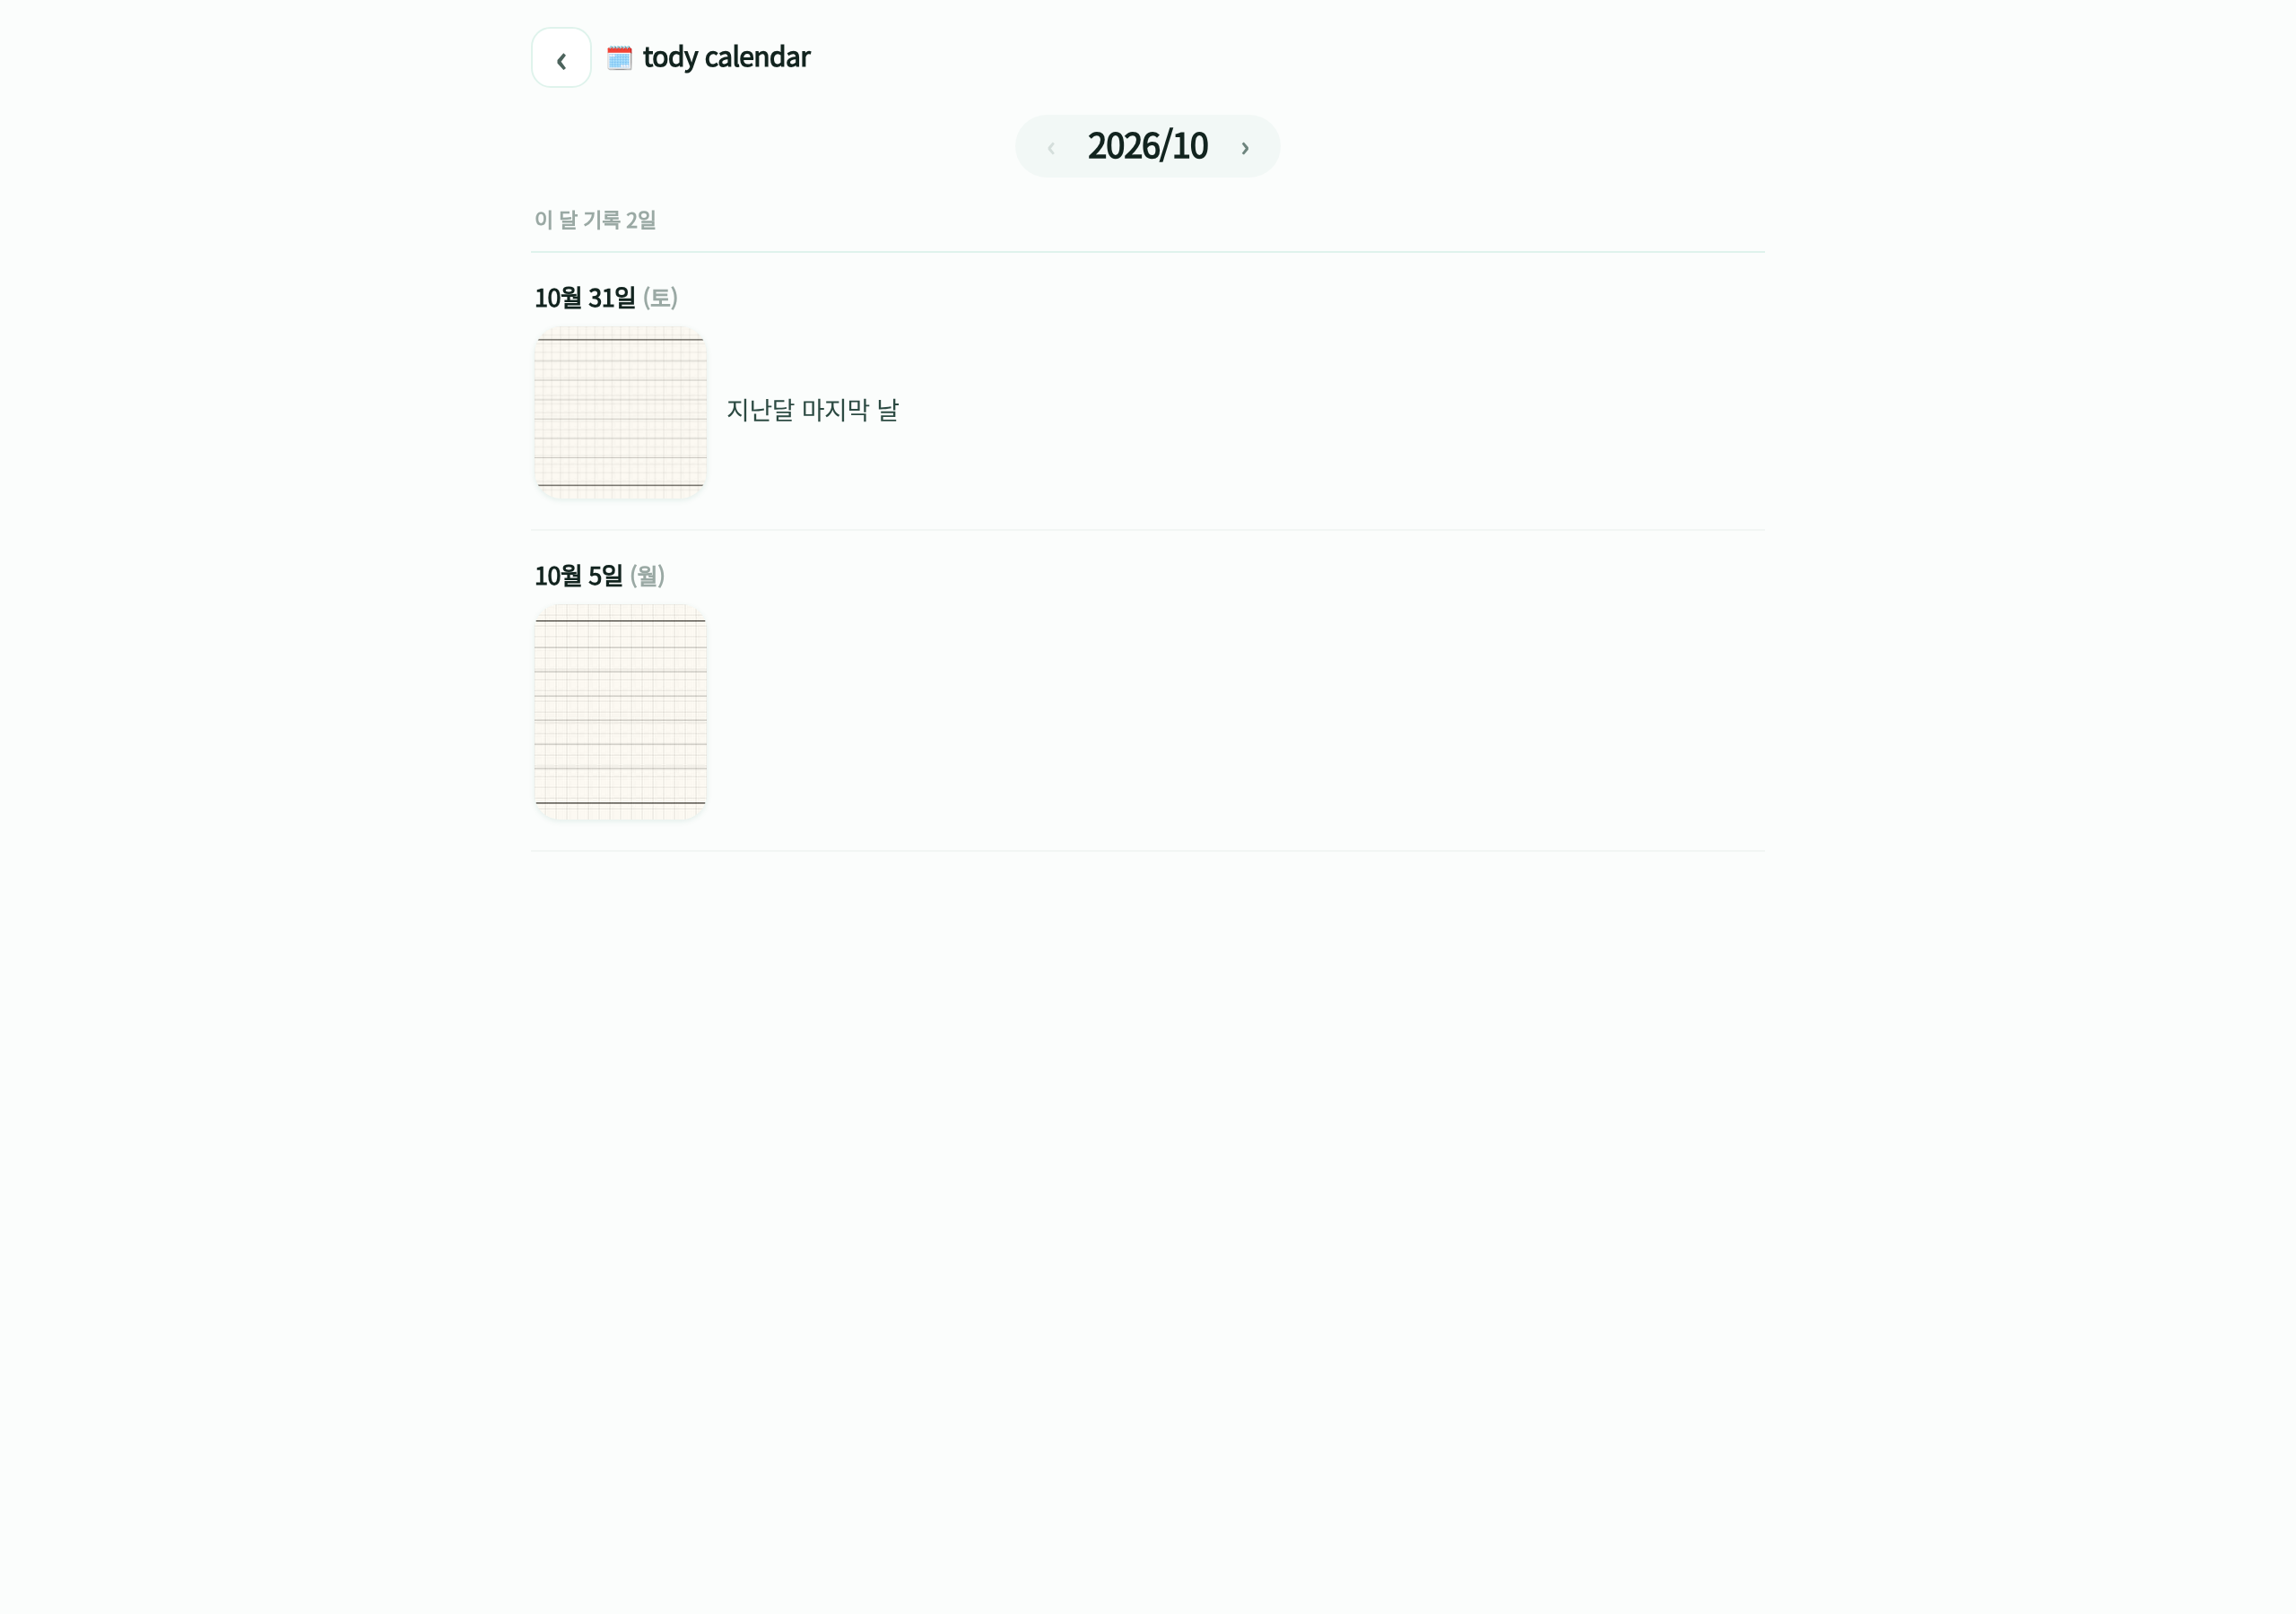 ‹ 🗓️ tody calendar
‹ 2026/10 ›
이 달 기록 2일
10월 31일 (토)
지난달 마지막 날
10월 5일 (월)